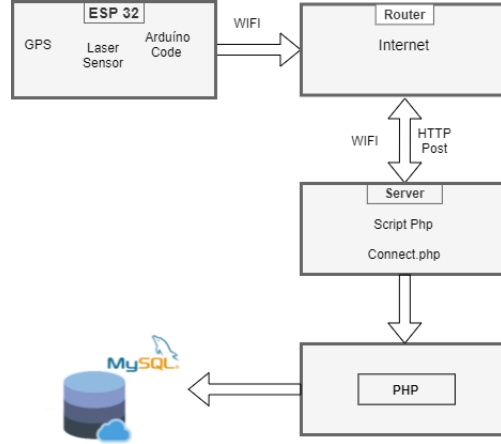 ESP 32
GPS
Laser
Sensor
Arduíno
Code
WIFI
Router
Internet
WIFI
HTTP
Post
Server
Script Php
Connect.php
PHP
MySQL